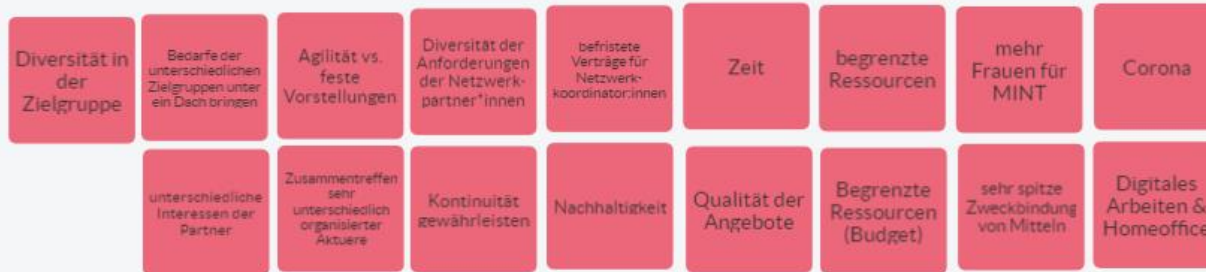 Diversität in
der
Zielgruppe
Bedarfe der
unterschiedlichen
Zielgruppen unter
ein Dach bringen
Agilität vs.
feste
Vorstellungen
Diversität der
Anforderungen
der Netzwerk-
partner*innen
befristete
Verträge für
Netzwerk-
koordinator:innen
Zeit
begrenzte
Ressourcen
mehr
Frauen für
MINT
Corona
unterschiedliche
Interessen der
Partner
Zusammentreffen
sehr
unterschiedlich
organisierter
Aktuere
Kontinuität
gewährleisten
Nachhaltigkeit
Qualität der
Angebote
Begrenzte
Ressourcen
(Budget)
sehr spitze
Zweckbindung
von Mitteln
Digitales
Arbeiten &
Homeoffice